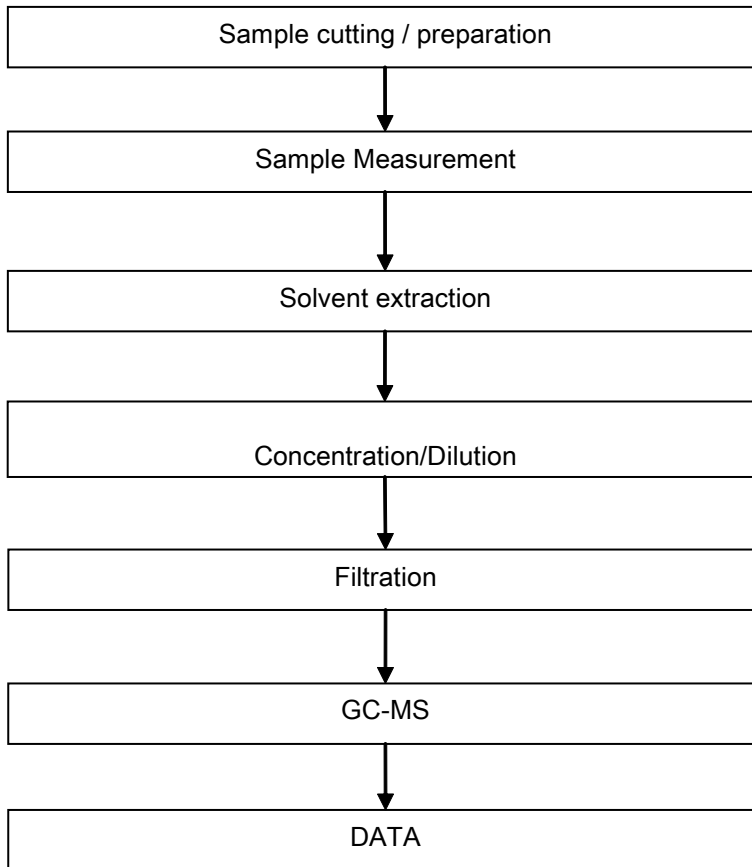 Sample cutting / preparation
Sample Measurement
Solvent extraction
Concentration/Dilution
Filtration
GC-MS
DATA